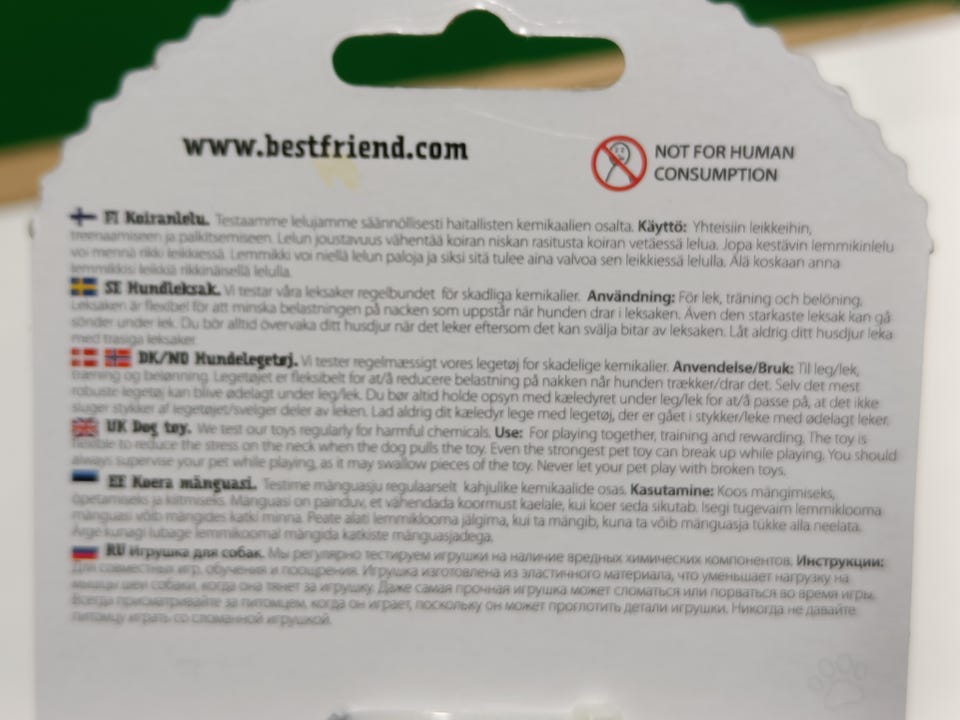 www.bestfriend.com
NOT FOR HUMAN
CONSUMPTION
FI Koiranlelu. Testaamme lelujamme säännöllisesti haitallisten kemikaalien osalta. Käyttö: Yhteisiin leikkeihin,
treenaamiseen ja palkitsemiseen. Lelun joustavuus vähentää koiran niskan rasitusta koiran vetäessä lelua. Jopa kestävin lemmikinlelu
voi mennä rikki leikkiessä. Lemmikki voi niellä lelun paloja ja siksi sitä tulee aina valvoa sen leikkiessä lelulla. Älä koskaan anna
lemmikkisi leikkiä rikkinäisellä lelulla.
SE Hundleksak. Vi testar våra leksaker regelbundet för skadliga kemikalier. Användning: För lek, träning och belöning.
Leksaken är flexibel för att minska belastningen på nacken som uppstår när hunden drar i leksaken. Även den starkaste leksak kan gå
sönder under lek. Du bör alltid övervaka ditt husdjur när det leker eftersom det kan svälja bitar av leksaken. Låt aldrig ditt husdjur leka
med trasiga leksaker.
DK/NO Hundelegetøj. Vi tester regelmæssigt vores legetøj for skadelige kemikalier. Anvendelse/Bruk: Til leg/lek,
træning og belønning. Legetøjet er fleksibelt for at/å reducere belastning på nakken når hunden trækker/drar det. Selv det mest
robuste legetøj kan blive ødelagt under leg/lek. Du bør altid holde opsyn med kæledyret under leg/lek for at/å passe på, at det ikke
sluger stykker af legetøjet/svelger deler av leken. Lad aldrig dit kæledyr lege med legetøj, der er gået i stykker/leke med ødelagt leker.
UK Dog toy. We test our toys regularly for harmful chemicals. Use: For playing together, training and rewarding. The toy is
flexible to reduce the stress on the neck when the dog pulls the toy. Even the strongest pet toy can break up while playing. You should
always supervise your pet while playing, as it may swallow pieces of the toy. Never let your pet play with broken toys.
EE Koera mänguasi. Testime mänguasju regulaarselt kahjulike kemikaalide osas. Kasutamine: Koos mängimiseks,
õpetamiseks ja kiitmiseks. Mänguasi on painduv, et vähendada koormust kaelale, kui koer seda sikutab. Isegi tugevaim lemmiklooma
mänguasi võib mängides katki minna. Peate alati lemmiklooma jälgima, kui ta mängib, kuna ta võib mänguasja tükke alla neelata.
Ärge kunagi lubage lemmikloomal mängida katkiste mänguasjadega.
RU Игрушка для собак. Мы регулярно тестируем игрушки на наличие вредных химических компонентов. Инструкции:
Для совместных игр, обучения и поощрения. Игрушка изготовлена из эластичного материала, что уменьшает нагрузку на
мышцы шеи собаки, когда она тянет за игрушку. Даже самая прочная игрушка может сломаться или порваться во время игры.
Всегда присматривайте за питомцем, когда он играет, поскольку он может проглотить детали игрушки. Никогда не давайте
питомцу играть со сломанной игрушкой.